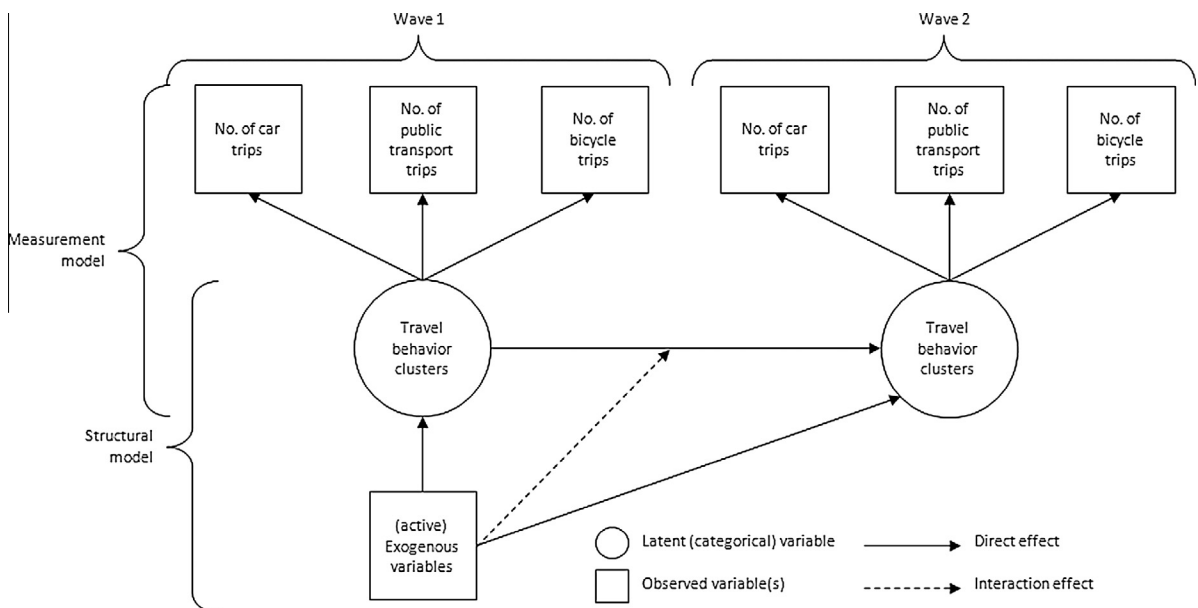 Wave 1
Wave 2
No. of car
trips
No. of
public
transport
trips
No. of
bicycle
trips
No. of car
trips
No. of
public
transport
trips
No. of
bicycle
trips
Measurement
model
Travel
behavior
clusters
Travel
behavior
clusters
Structural
model
(active)
Exogenous
variables
Latent (categorical) variable
Direct effect
Observed variable(s)
Interaction effect